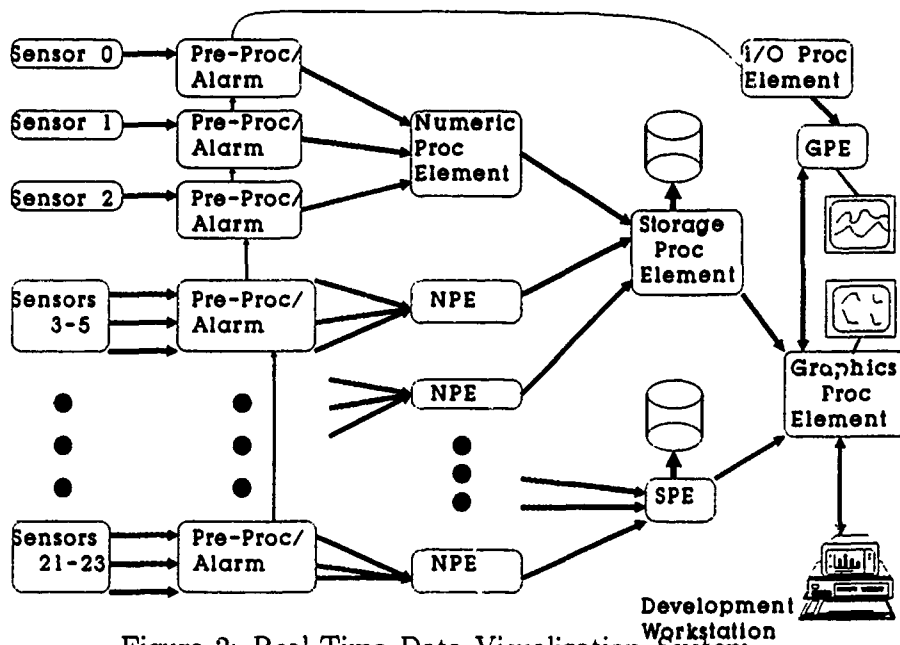 Sensor 0
Pre-Proc/
Alarm
I/O Proc
Element
Sensor 1
Pre-Proc/
Alarm
Numeric
Proc
Element
GPE
Sensor 2
Pre-Proc/
Alarm
Storage
Proc
Element
Sensors
3-5
Pre-Proc/
Alarm
NPE
Graphics
Proc
Element
NPE
SPE
Sensors
21-23
Pre-Proc/
Alarm
NPE
Development
Workstation
Figure 2: Real-Time Data Visualization System